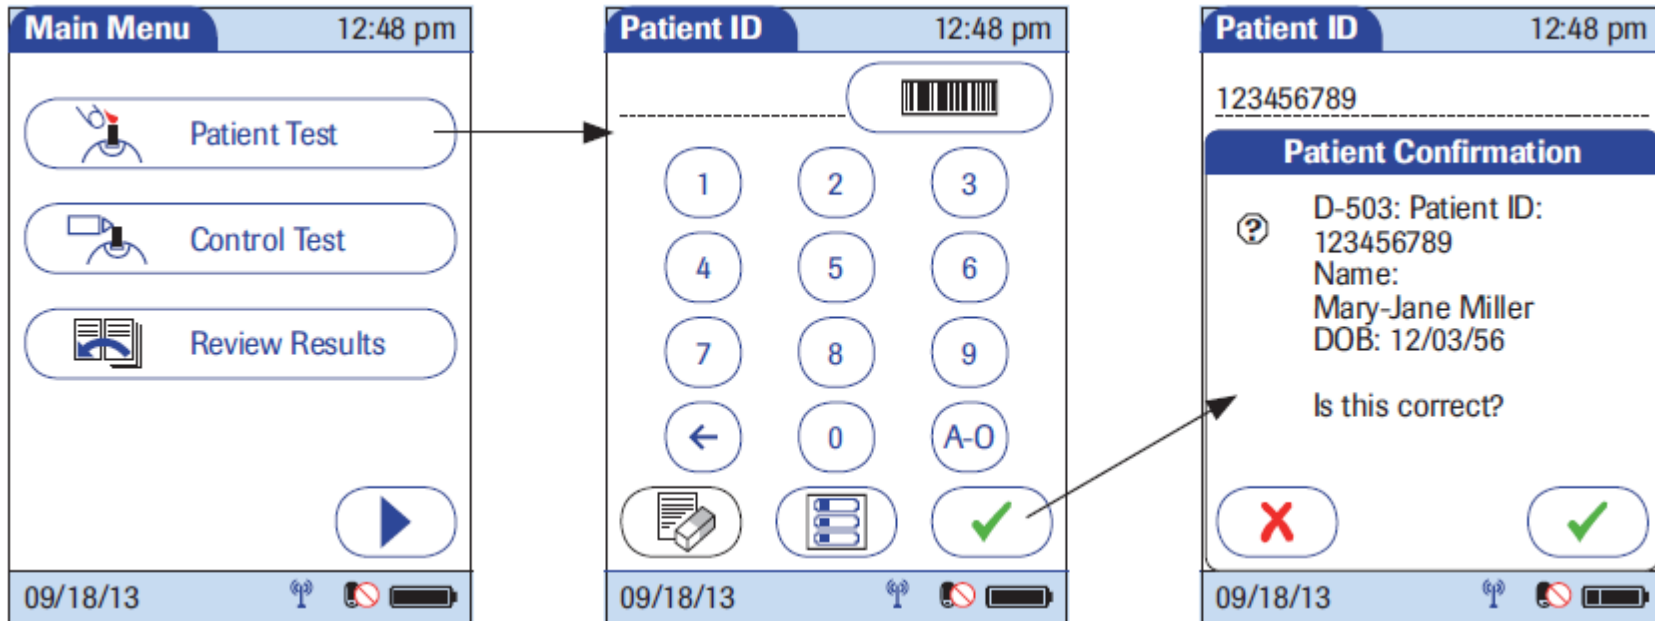 Main Menu
12:48 pm
Patient Test
Control Test
Review Results
09/18/13
Patient ID
12:48 pm
1
2
3
4
5
6
7
8
9
0
A-O
09/18/13
Patient ID
12:48 pm
123456789
Patient Confirmation
D-503: Patient ID:
123456789
Name:
Mary-Jane Miller
DOB: 12/03/56
Is this correct?
09/18/13